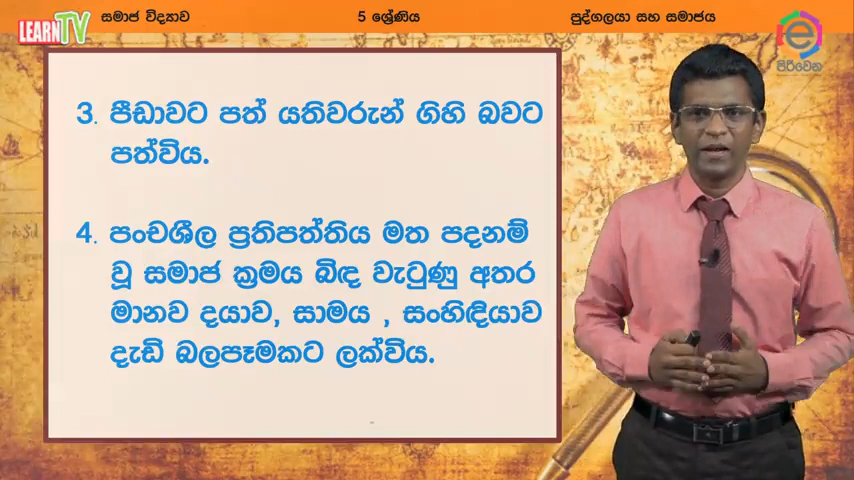 LEARN TV
සමාජ විද්‍යාව
5 ශ්‍රේණිය
පුද්ගලයා සහ සමාජය
e
පිරිවෙන
3. පීඩාවට පත් යතිවරුන් ගිහි බවට
පත්විය.
4. පංචශීල ප්‍රතිපත්තිය මත පදනම්
වූ සමාජ ක්‍රමය බිඳ වැටුණු අතර
මානව දයාව, සාමය , සංහිඳියාව
දැඩි බලපෑමකට ලක්විය.